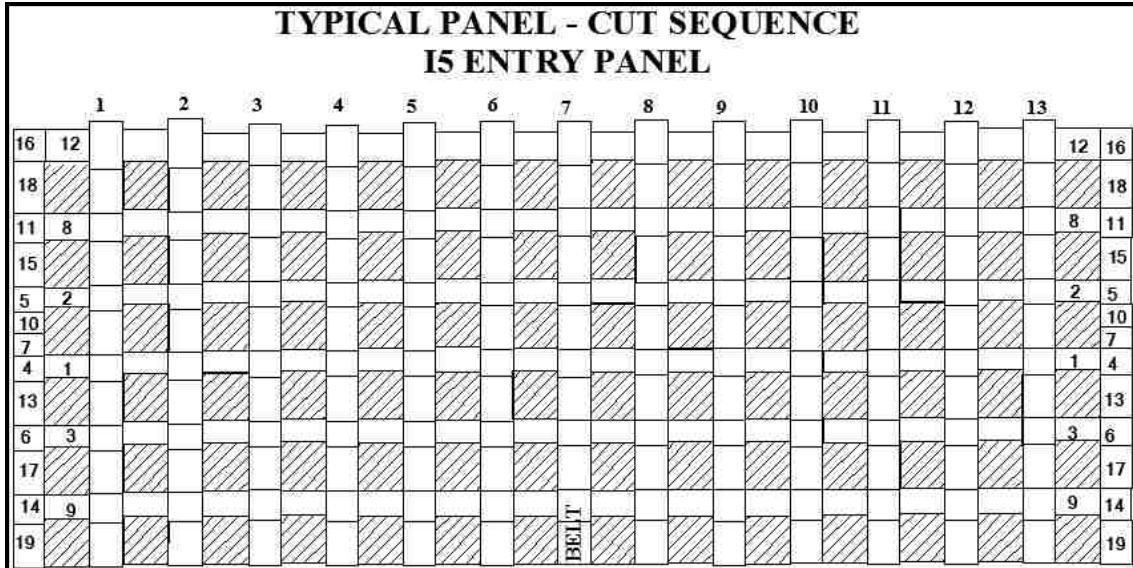 TYPICAL PANEL - CUT SEQUENCE
I5 ENTRY PANEL
1 2 3 4 5 6 7 8 9 10 11 12 13
16 12 12 16
18 18
11 8 8 11
15 15
5 2 2 5
10 10
7 7
4 1 1 4
13 13
6 3 3 6
17 17
14 9 9 14
BELT
19 19